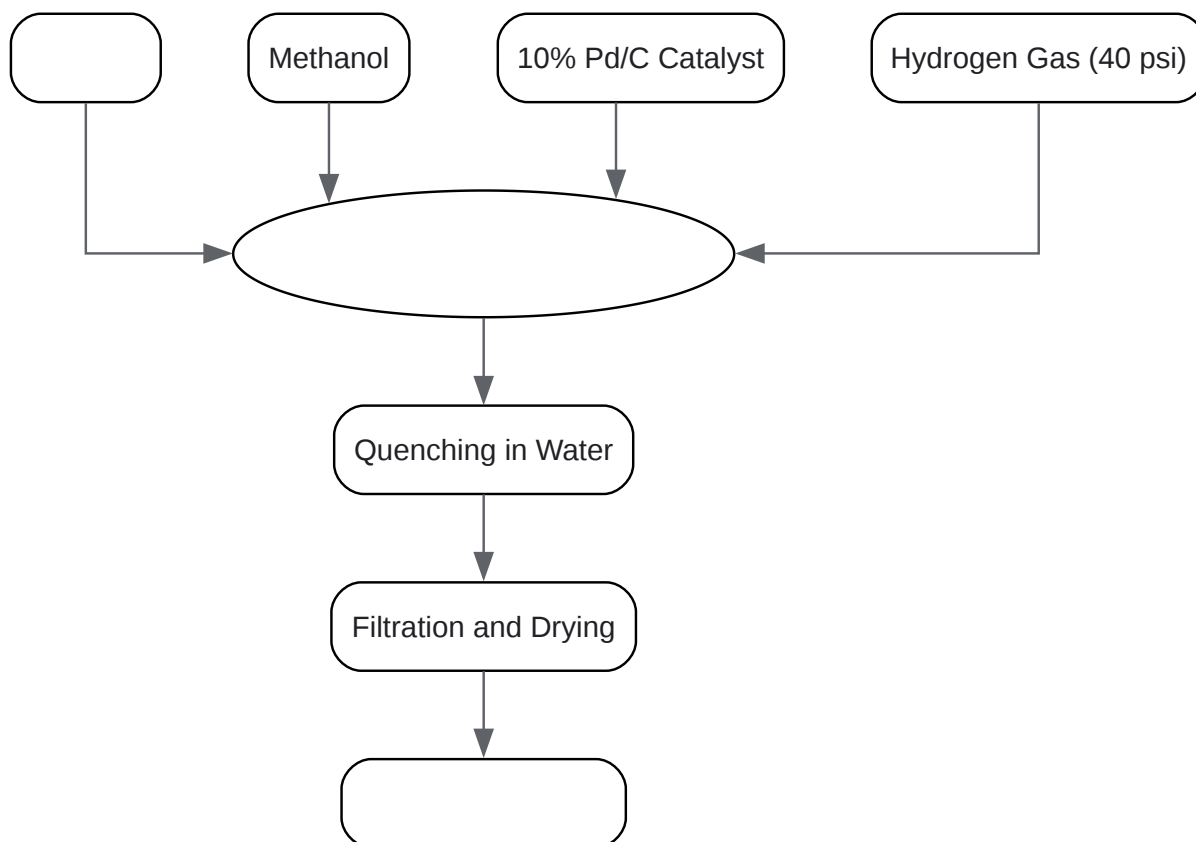 Methanol
10% Pd/C Catalyst
Hydrogen Gas (40 psi)
Quenching in Water
Filtration and Drying